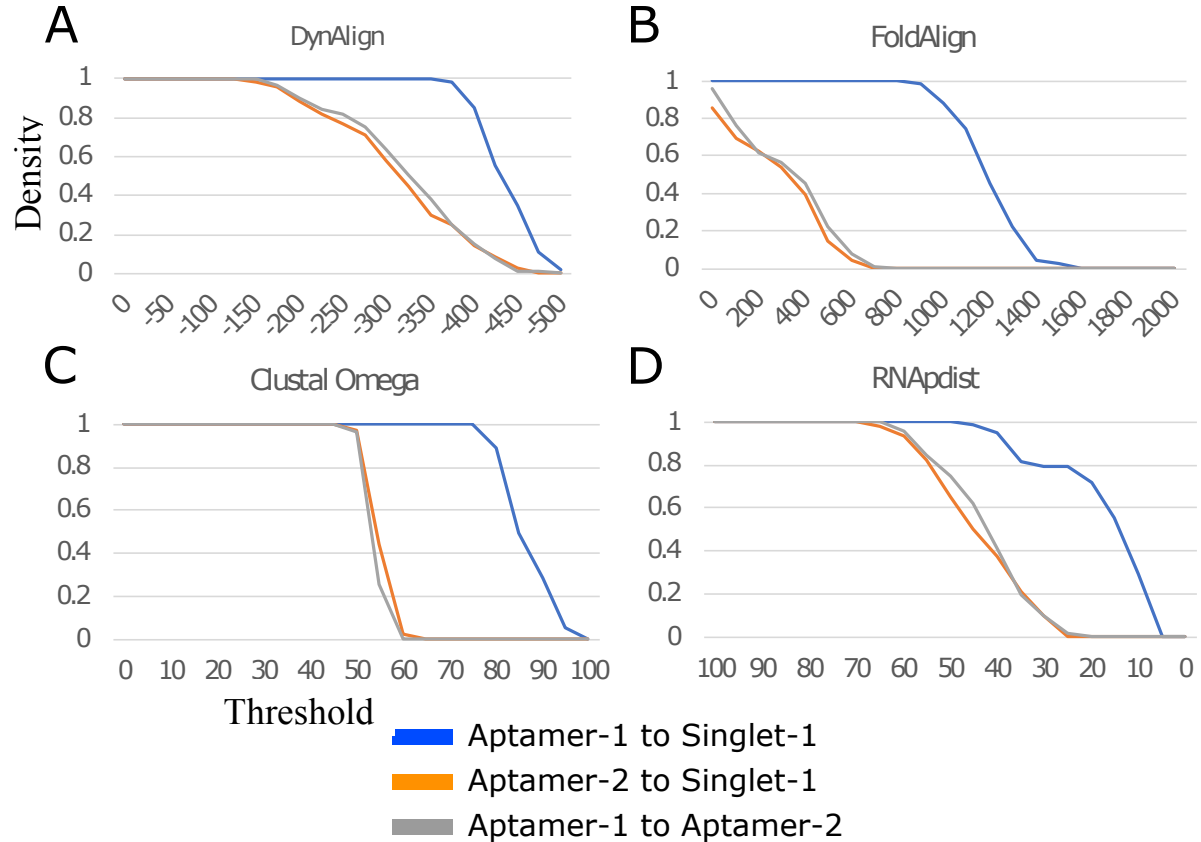 A
DynAlign
Density
1
0.8
0.6
0.4
0.2
0
0 -50 -100 -150 -200 -250 -300 -350 -400 -450 -500
B
FoldAlign
1
0.8
0.6
0.4
0.2
0
0 200 400 600 800 1000 1200 1400 1600 1800 2000
C
Clustal Omega
1
0.8
0.6
0.4
0.2
0
0 10 20 30 40 50 60 70 80 90 100
Threshold
D
RNApdist
1
0.8
0.6
0.4
0.2
0
100 90 80 70 60 50 40 30 20 10 0
Aptamer-1 to Singlet-1
Aptamer-2 to Singlet-1
Aptamer-1 to Aptamer-2